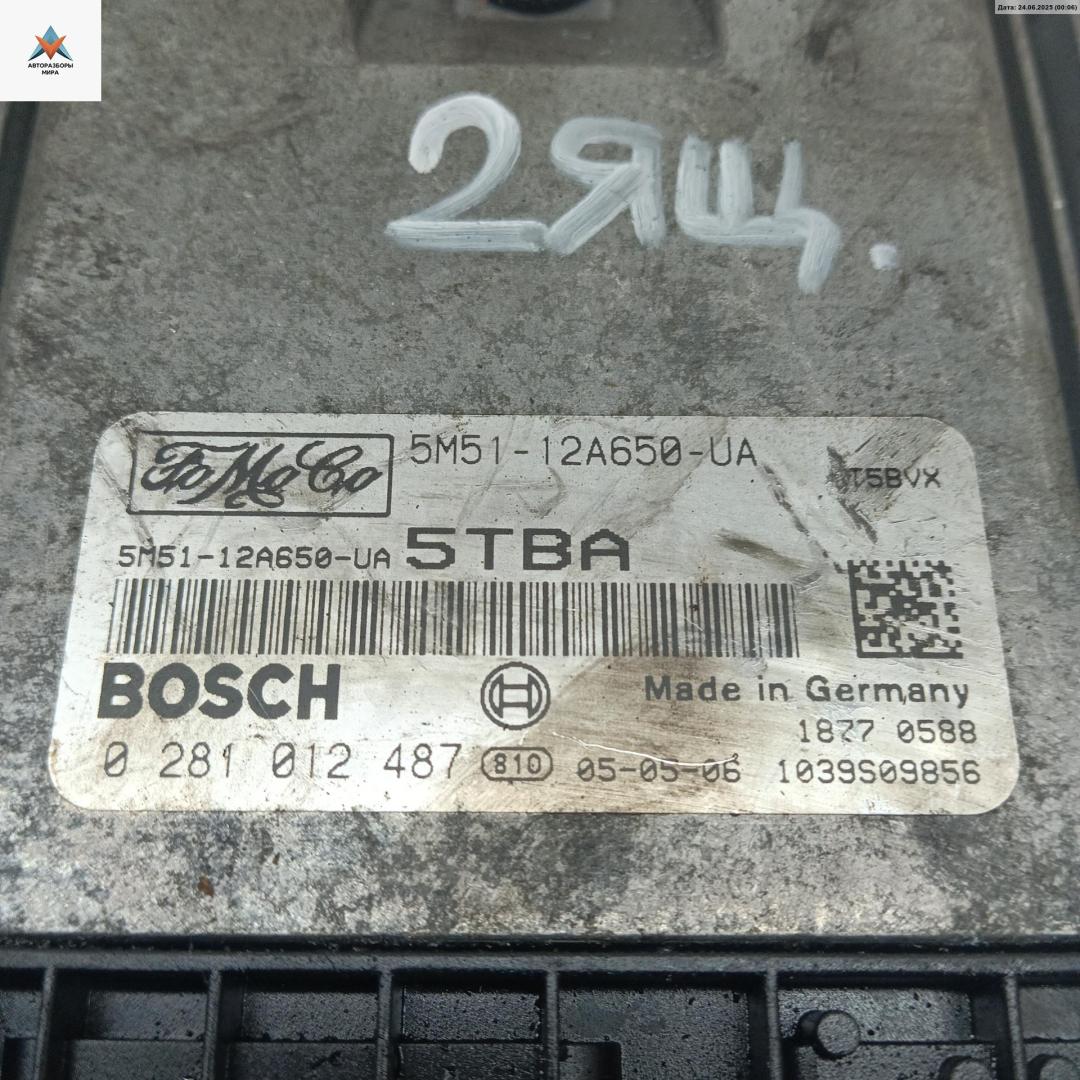 Дата: 24.06.2025 (00:06)
АВТОРАЗБОРЫ
МИРА
2ЯЩ.
FoMoCo
5M51-12A650-UA
T5BVX
5M51-12A650-UA 5TBA
BOSCH
Made in Germany
1877 0588
0 281 012 487 810 05-05-06 1039S09856